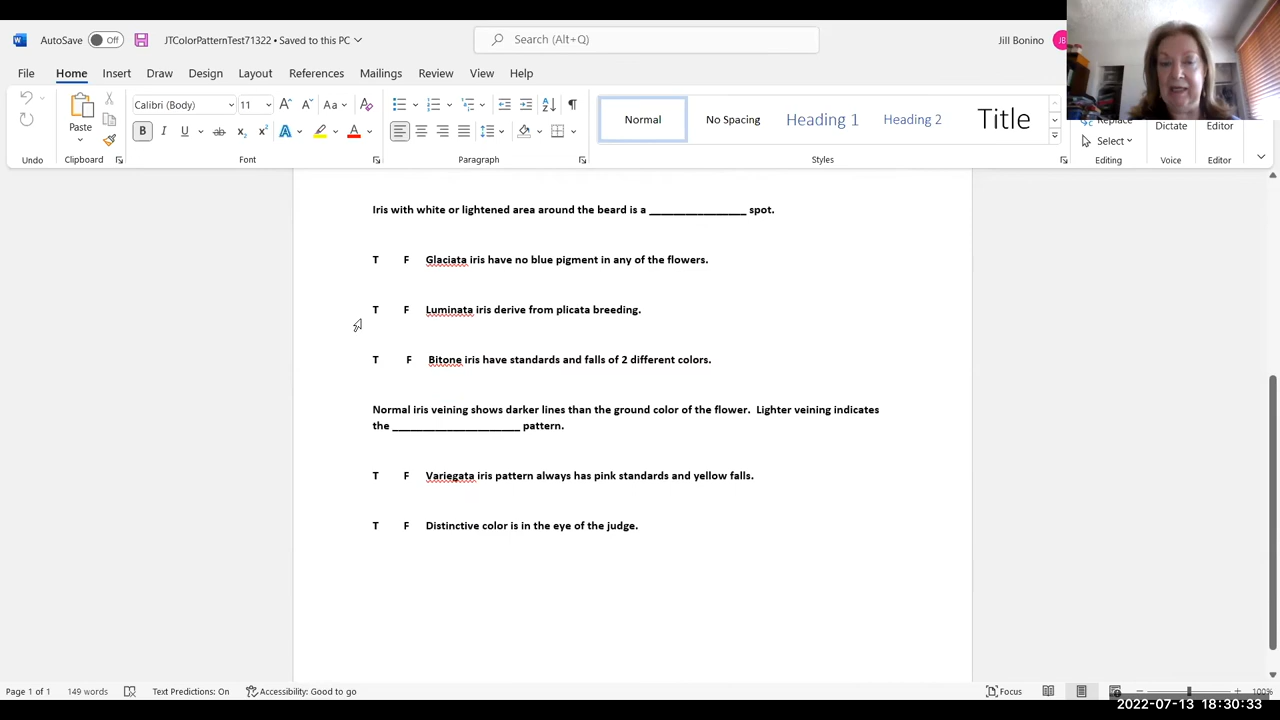 AutoSave Off JTColorPatternTest71322 • Saved to this PC Search (Alt+Q) Jill Bonino JB
File Home Insert Draw Design Layout References Mailings Review View Help
Calibri (Body) 11 Aa
Normal No Spacing Heading 1 Heading 2 Title
Paste B I U ab x₂ x² A A Replace Select Dictate Editor
Undo Clipboard Font Paragraph Styles Editing Voice Editor
Iris with white or lightened area around the beard is a ________________ spot.
T F Glaciata iris have no blue pigment in any of the flowers.
T F Luminata iris derive from plicata breeding.
T F Bitone iris have standards and falls of 2 different colors.
Normal iris veining shows darker lines than the ground color of the flower. Lighter veining indicates
the _____________________ pattern.
T F Variegata iris pattern always has pink standards and yellow falls.
T F Distinctive color is in the eye of the judge.
Page 1 of 1 149 words Text Predictions: On Accessibility: Good to go Focus 100%
2022-07-13 18:30:33